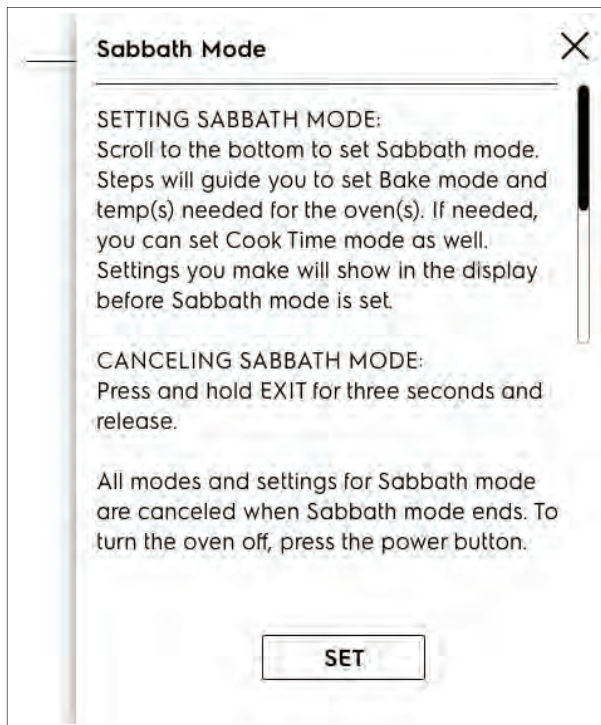 Sabbath Mode
SETTING SABBATH MODE:
Scroll to the bottom to set Sabbath mode.
Steps will guide you to set Bake mode and
temp(s) needed for the oven(s). If needed,
you can set Cook Time mode as well.
Settings you make will show in the display
before Sabbath mode is set.
CANCELING SABBATH MODE:
Press and hold EXIT for three seconds and
release.
All modes and settings for Sabbath mode
are canceled when Sabbath mode ends. To
turn the oven off, press the power button.
SET